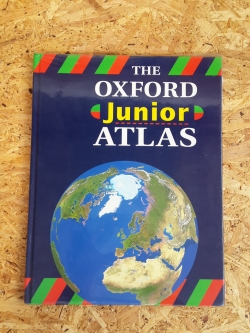 THE
OXFORD
Junior
ATLAS